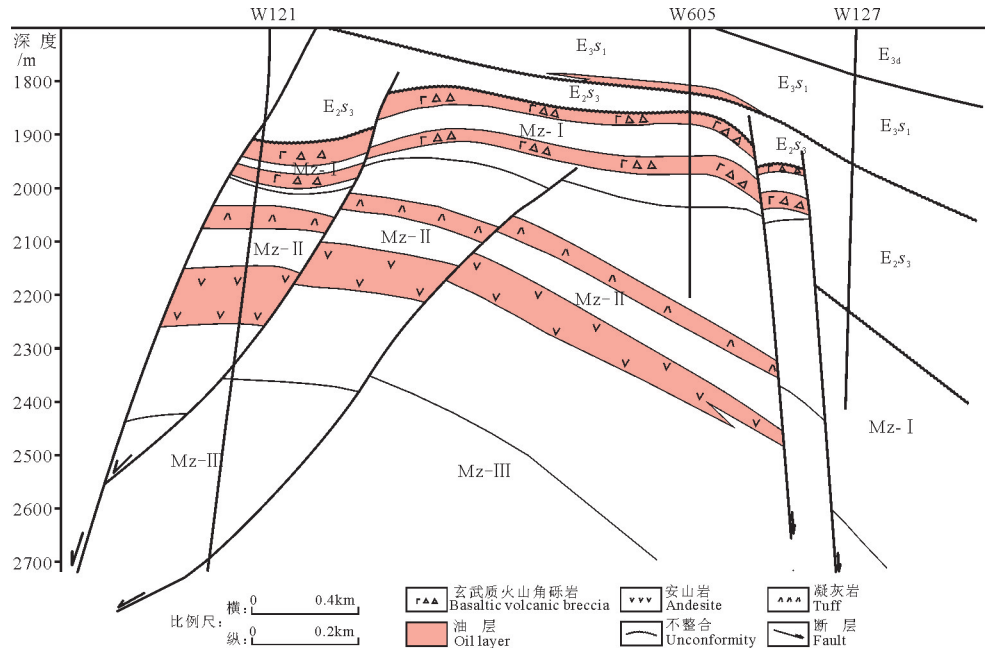 W121
W605
W127
深度
/m
1800
1900
2000
2100
2200
2300
2400
2500
2600
2700
E₃s₁
E₃d
E₂s₃
E₂s₃
E₃s₁
Mz-Ⅰ
E₃s₁
E₂s₃
Mz-Ⅰ
Mz-Ⅱ
Mz-Ⅱ
E₂s₃
Mz-Ⅱ
Mz-Ⅰ
Mz-Ⅲ
Mz-Ⅲ
比例尺:
横: 0 0.4km
纵: 0 0.2km
玄武质火山角砾岩
Basaltic volcanic breccia
安山岩
Andesite
凝灰岩
Tuff
油层
Oil layer
不整合
Unconformity
断层
Fault